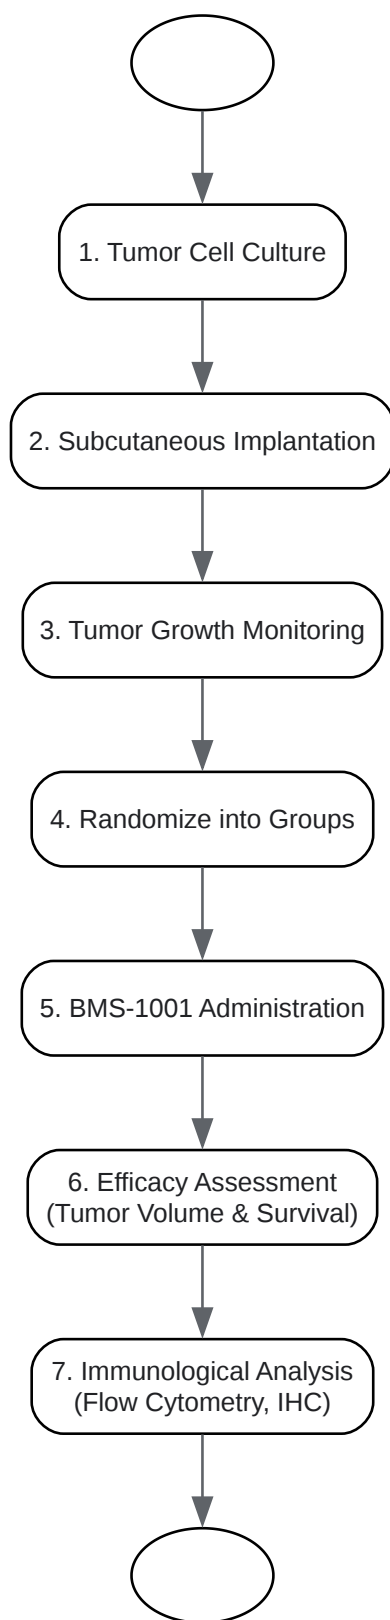 1. Tumor Cell Culture
2. Subcutaneous Implantation
3. Tumor Growth Monitoring
4. Randomize into Groups
5. BMS-1001 Administration
6. Efficacy Assessment
(Tumor Volume & Survival)
7. Immunological Analysis
(Flow Cytometry, IHC)